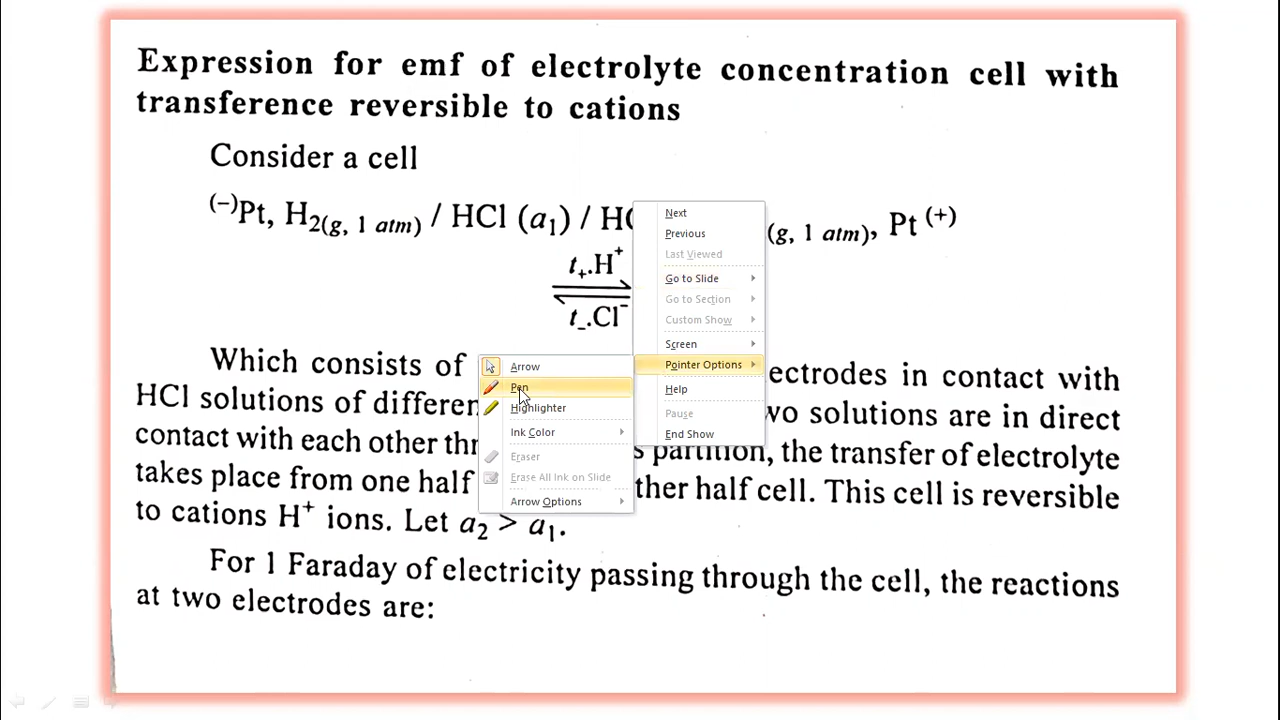 Expression for emf of electrolyte concentration cell with
transference reversible to cations
Consider a cell
(−)Pt, H2(g, 1 atm) / HCl (a1) / H (g, 1 atm), Pt (+)
t+.H+
t−.Cl−
Which consists of ectrodes in contact with
HCl solutions of differen wo solutions are in direct
contact with each other thr s partition, the transfer of electrolyte
takes place from one half ther half cell. This cell is reversible
to cations H+ ions. Let a2 > a1.
For 1 Faraday of electricity passing through the cell, the reactions
at two electrodes are:
Next
Previous
Last Viewed
Go to Slide
Go to Section
Custom Show
Screen
Pointer Options
Help
Pause
End Show
Arrow
Pen
Highlighter
Ink Color
Eraser
Erase All Ink on Slide
Arrow Options